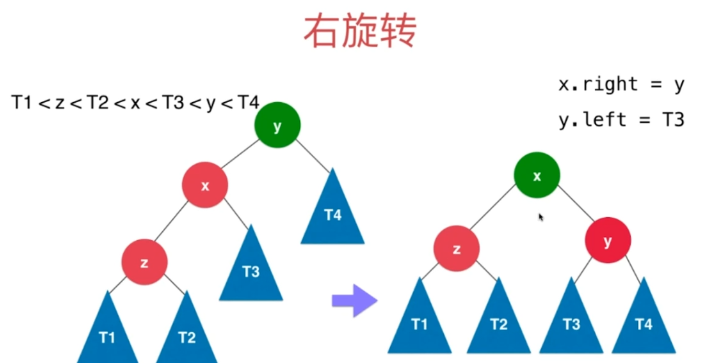 右旋转
T1 < z < T2 < x < T3 < y < T4
x.right = y
y.left = T3
y
x
T4
z
T3
T1
T2
x
z
y
T1
T2
T3
T4